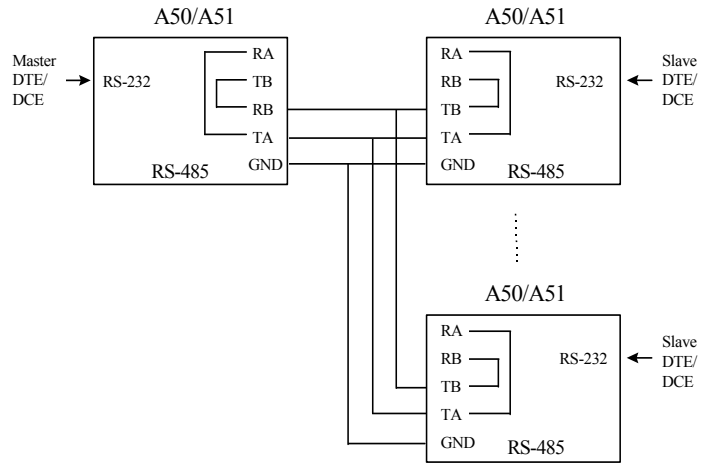 A50/A51
Master
DTE/
DCE
RS-232
RA
TB
RB
TA
GND
RS-485
A50/A51
RA
RB
TB
TA
GND
RS-232
RS-485
Slave
DTE/
DCE
A50/A51
RA
RB
TB
TA
GND
RS-232
RS-485
Slave
DTE/
DCE